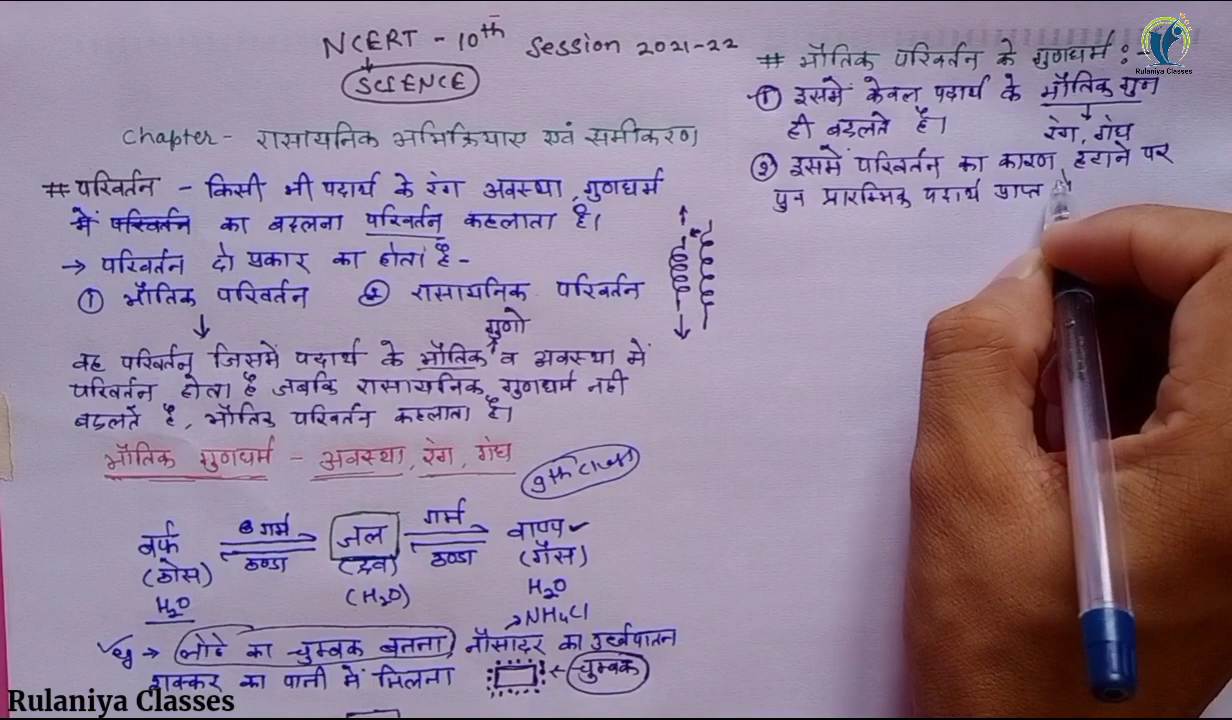 NCERT - 10th Session 2021-22
SCIENCE
Chapter - रासायनिक अभिक्रियाए एवं समीकरण
# परिवर्तन - किसी भी पदार्थ के रंग अवस्था, गुणधर्म
में परिवर्तन का बदलना परिवर्तन कहलाता है।
→ परिवर्तन दो प्रकार का होता है -
① भौतिक परिवर्तन ② रासायनिक परिवर्तन
गुणो
वह परिवर्तन जिसमें पदार्थ के भौतिक व अवस्था में
परिवर्तन होता है जबकि रासायनिक गुणधर्म नही
बदलते है, भौतिक परिवर्तन कहलाता है।
भौतिक गुणधर्म - अवस्था, रंग, गंध
9th class
बर्फ गर्म जल गर्म वाष्प
ठण्डा ठण्डा
(ठोस) (द्रव) (गैस)
H₂O (H₂O) H₂O
NH₄Cl
→ लोहे का चुम्बक बनना, नौसादर का उर्ध्वपातन
शक्कर का पानी में मिलना ← चुम्बक
# भौतिक परिवर्तन के गुणधर्म :-
① इसमें केवल पदार्थ के भौतिक गुण
ही बदलते है।
रंग, गंध
② इसमें परिवर्तन का कारण हटाने पर
पुन प्रारम्भिक पदार्थ प्राप्त
Rulaniya Classes
Rulaniya Classes